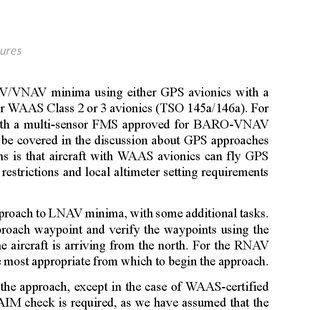 ures
V/VNAV minima using either GPS avionics with a
r WAAS Class 2 or 3 avionics (TSO 145a/146a). For
th a multi-sensor FMS approved for BARO-VNAV
be covered in the discussion about GPS approaches
ns is that aircraft with WAAS avionics can fly GPS
restrictions and local altimeter setting requirements
proach to LNAV minima, with some additional tasks.
roach waypoint and verify the waypoints using the
e aircraft is arriving from the north. For the RNAV
most appropriate from which to begin the approach.
the approach, except in the case of WAAS-certified
AIM check is required, as we have assumed that the